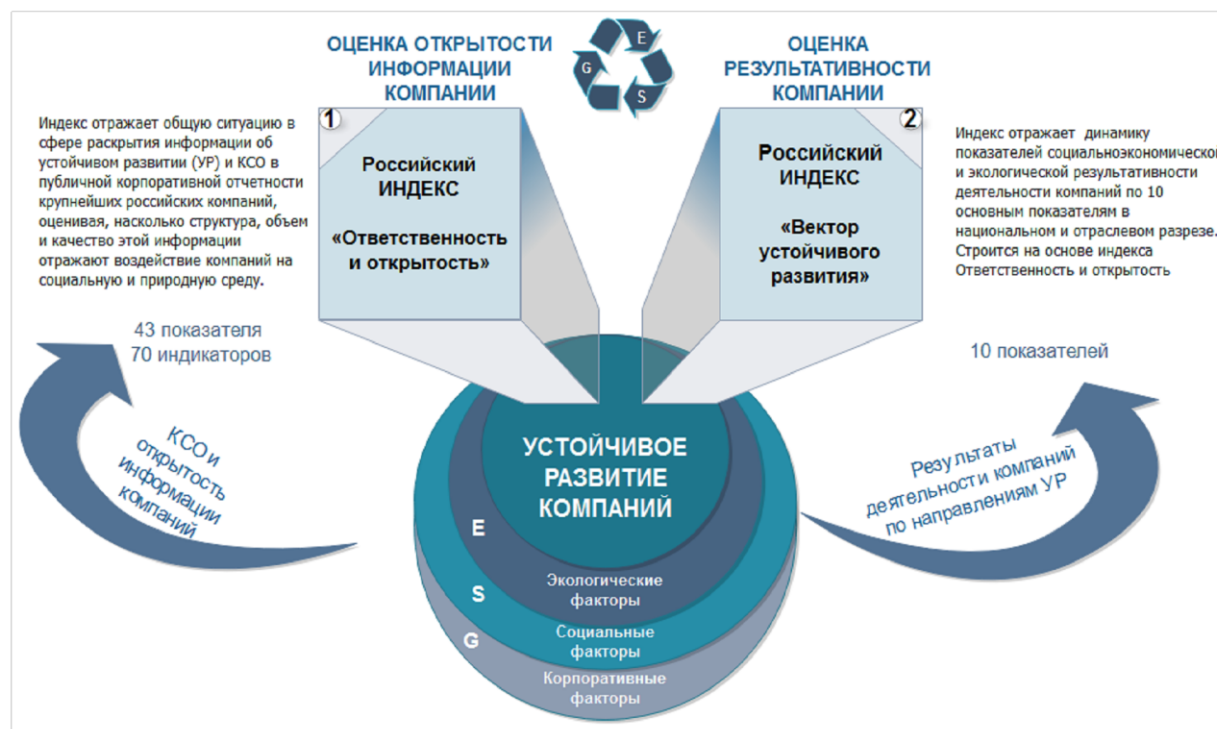 ОЦЕНКА ОТКРЫТОСТИ
ИНФОРМАЦИИ
КОМПАНИИ
E
G
S
ОЦЕНКА
РЕЗУЛЬТАТИВНОСТИ
КОМПАНИИ
Индекс отражает общую ситуацию в
сфере раскрытия информации об
устойчивом развитии (УР) и КСО в
публичной корпоративной отчетности
крупнейших российских компаний,
оценивая, насколько структура, объем
и качество этой информации
отражают воздействие компаний на
социальную и природную среду.
43 показателя
70 индикаторов
1
Российский
ИНДЕКС
«Ответственность
и открытость»
2
Российский
ИНДЕКС
«Вектор
устойчивого
развития»
Индекс отражает динамику
показателей социальноэкономическо
и экологической результативности
деятельности компаний по 10
основным показателям в
национальном и отраслевом разрезе.
Строится на основе индекса
Ответственность и открытость
10 показателей
КСО и
открытость
информации
компаний
УСТОЙЧИВОЕ
РАЗВИТИЕ
КОМПАНИЙ
E
Экологические
факторы
S
Социальные
факторы
G
Корпоративные
факторы
Результаты
деятельности компаний
по направлениям УР